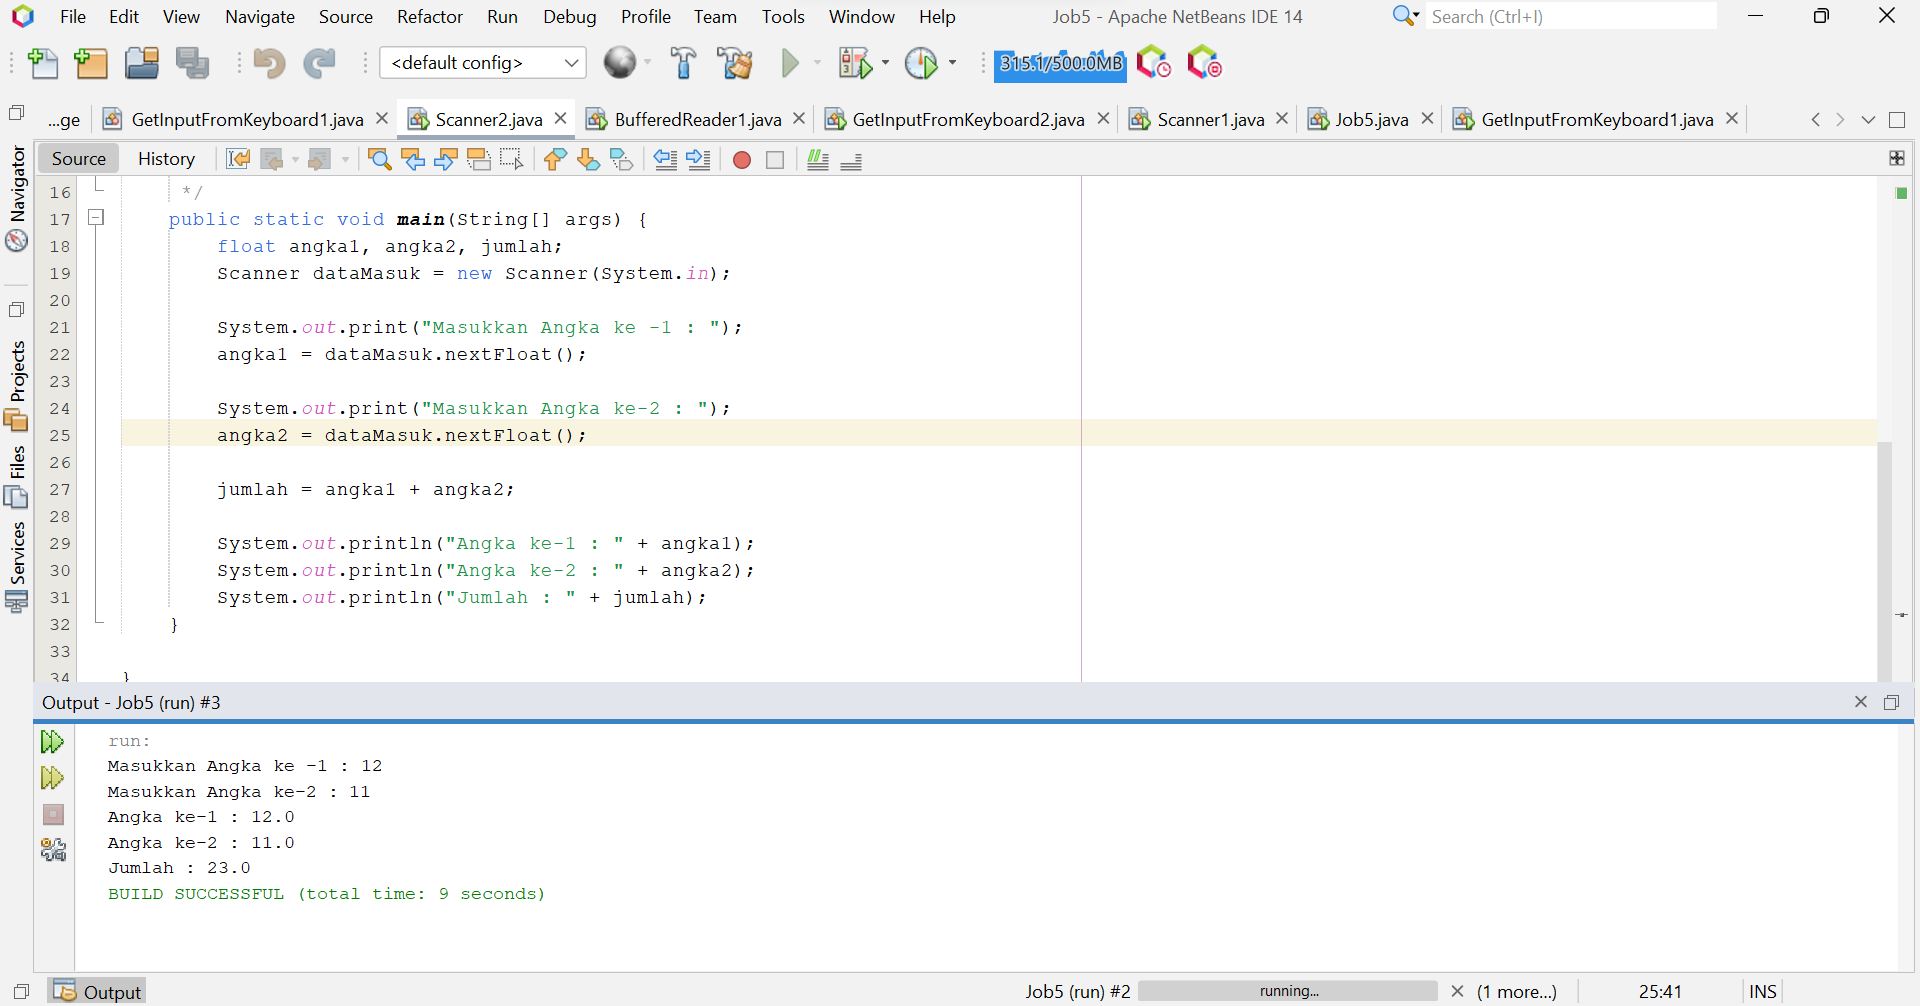 File Edit View Navigate Source Refactor Run Debug Profile Team Tools Window Help Job5 - Apache NetBeans IDE 14 Search (Ctrl+I)
<default config> 315.1/500.0MB
...ge GetInputFromKeyboard1.java Scanner2.java BufferedReader1.java GetInputFromKeyboard2.java Scanner1.java Job5.java GetInputFromKeyboard1.java
Source History
Navigator
Projects
Files
Services
16 */
17 public static void main(String[] args) {
18 float angka1, angka2, jumlah;
19 Scanner dataMasuk = new Scanner(System.in);
20
21 System.out.print("Masukkan Angka ke -1 : ");
22 angka1 = dataMasuk.nextFloat();
23
24 System.out.print("Masukkan Angka ke-2 : ");
25 angka2 = dataMasuk.nextFloat();
26
27 jumlah = angka1 + angka2;
28
29 System.out.println("Angka ke-1 : " + angka1);
30 System.out.println("Angka ke-2 : " + angka2);
31 System.out.println("Jumlah : " + jumlah);
32 }
33
34 }
Output - Job5 (run) #3
run:
Masukkan Angka ke -1 : 12
Masukkan Angka ke-2 : 11
Angka ke-1 : 12.0
Angka ke-2 : 11.0
Jumlah : 23.0
BUILD SUCCESSFUL (total time: 9 seconds)
Output Job5 (run) #2 running... (1 more...) 25:41 INS